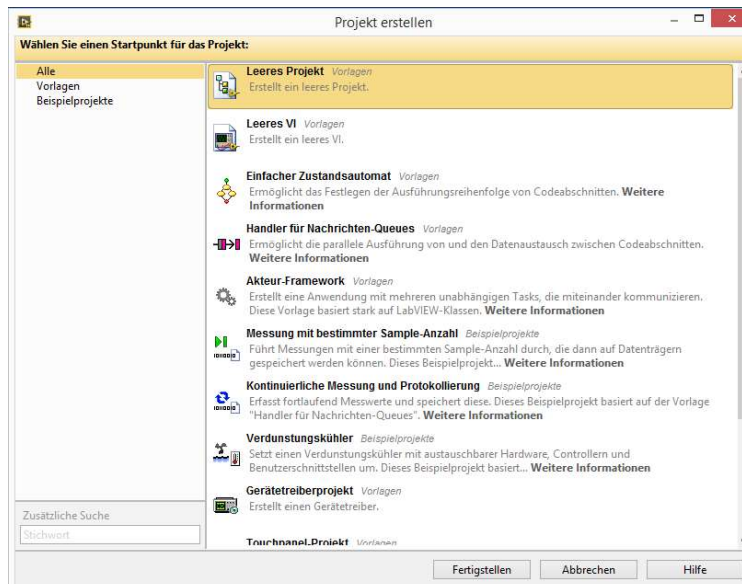 Projekt erstellen
Wählen Sie einen Startpunkt für das Projekt:
Alle
Vorlagen
Beispielprojekte
Leeres Projekt Vorlagen
Erstellt ein leeres Projekt.
Leeres VI Vorlagen
Erstellt ein leeres VI.
Einfacher Zustandsautomat Vorlagen
Ermöglicht das Festlegen der Ausführungsreihenfolge von Codeabschnitten. Weitere
Informationen
Handler für Nachrichten-Queues Vorlagen
Ermöglicht die parallele Ausführung von und den Datenaustausch zwischen Codeabschnitten.
Weitere Informationen
Akteur-Framework Vorlagen
Erstellt eine Anwendung mit mehreren unabhängigen Tasks, die miteinander kommunizieren.
Diese Vorlage basiert stark auf LabVIEW-Klassen. Weitere Informationen
Messung mit bestimmter Sample-Anzahl Beispielprojekte
Führt Messungen mit einer bestimmten Sample-Anzahl durch, die dann auf Datenträgern
gespeichert werden können. Dieses Beispielprojekt... Weitere Informationen
Kontinuierliche Messung und Protokollierung Beispielprojekte
Erfasst fortlaufend Messwerte und speichert diese. Dieses Beispielprojekt basiert auf der Vorlage
"Handler für Nachrichten-Queues". Weitere Informationen
Verdunstungskühler Beispielprojekte
Setzt einen Verdunstungskühler mit austauschbarer Hardware, Controllern und
Benutzerschnittstellen um. Dieses Beispielprojekt basiert... Weitere Informationen
Gerätetreiberprojekt Vorlagen
Erstellt einen Gerätetreiber.
Touchpanel-Projekt Vorlagen
Zusätzliche Suche
Stichwort
Fertigstellen
Abbrechen
Hilfe